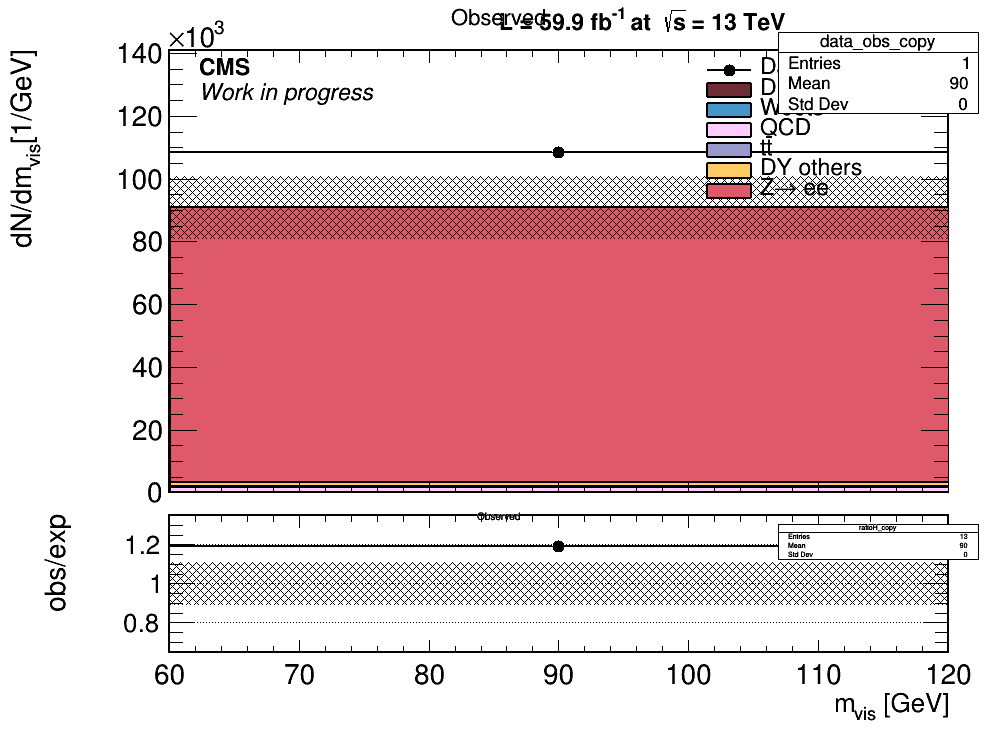 Observed
L = 59.9 fb⁻¹ at √s = 13 TeV
×10³
data_obs_copy
Entries 1
Mean 90
Std Dev 0
CMS
Work in progress
QCD
tt̄
DY others
Z→ ee
dN/dm_vis[1/GeV]
140
120
100
80
60
40
20
0
Observed
ratioH_copy
Entries 13
Mean 90
Std Dev 0
obs/exp
1.2
1
0.8
60 70 80 90 100 110 120
m_vis [GeV]